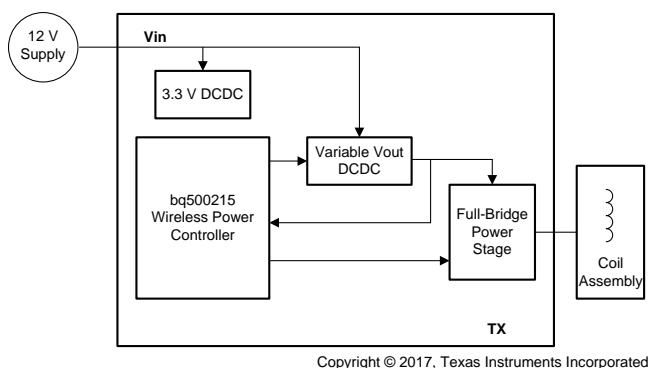 12 V
Supply
Vin
3.3 V DCDC
Variable Vout
DCDC
bq500215
Wireless Power
Controller
Full-Bridge
Power
Stage
Coil
Assembly
TX
Copyright © 2017, Texas Instruments Incorporated